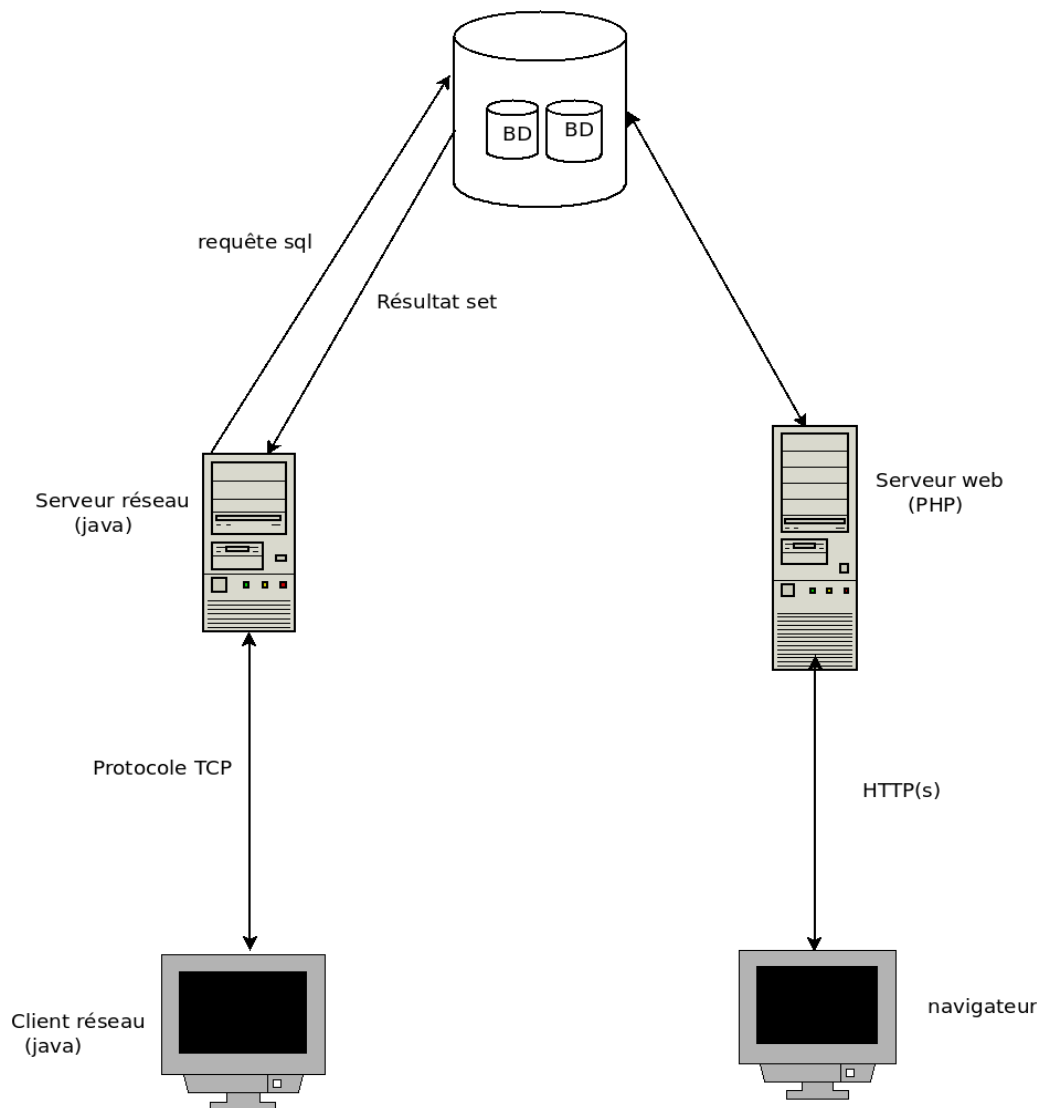 BD
BD
requête sql
Résultat set
Serveur réseau
(java)
Serveur web
(PHP)
Protocole TCP
HTTP(s)
Client réseau
(java)
navigateur